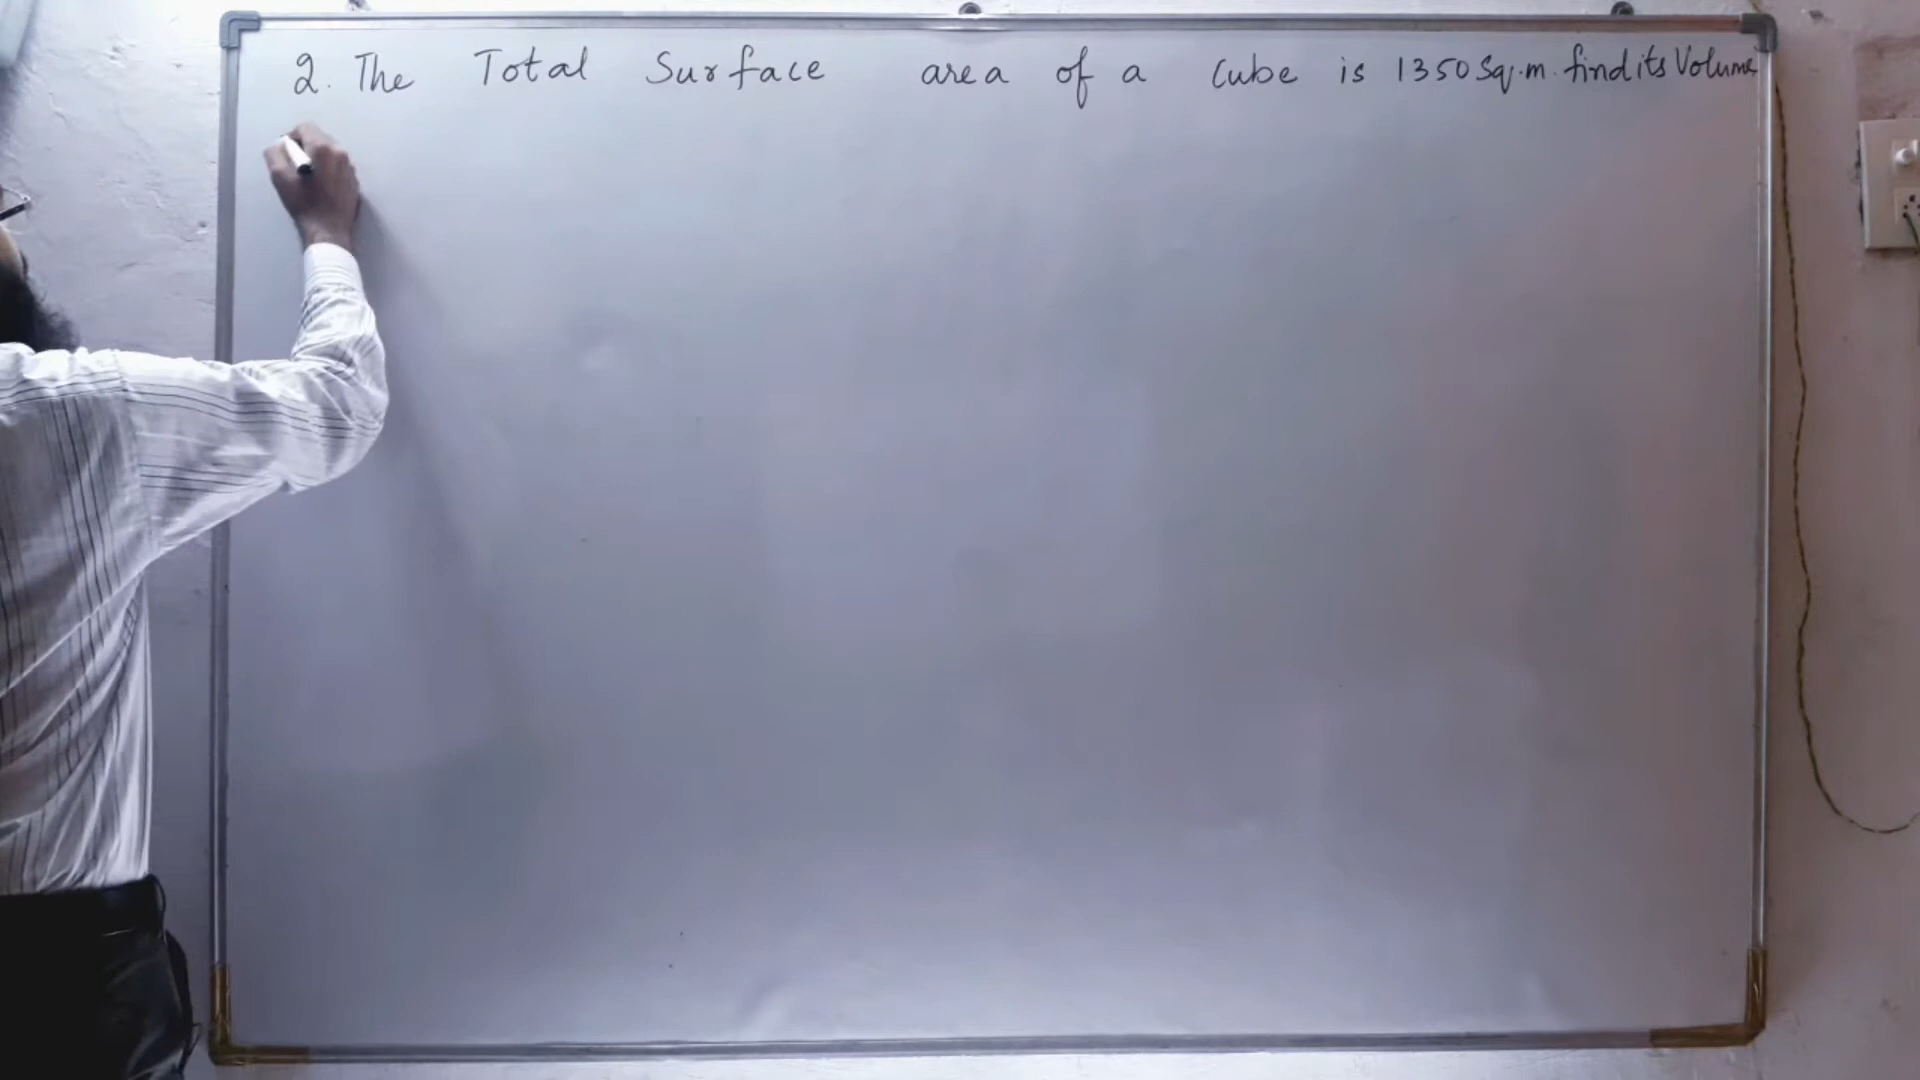 2. The Total Surface area of a Cube is 1350 Sq.m. find its Volume